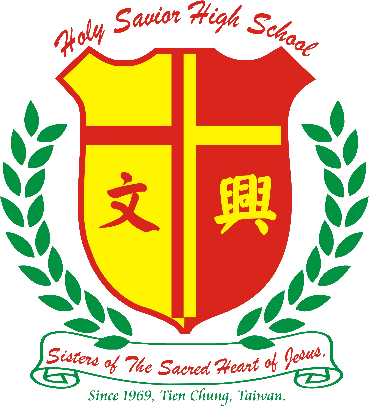 Holy Savior High School
文 興
Sisters of The Sacred Heart of Jesus.
Since 1969, Tien Chung, Taiwan.